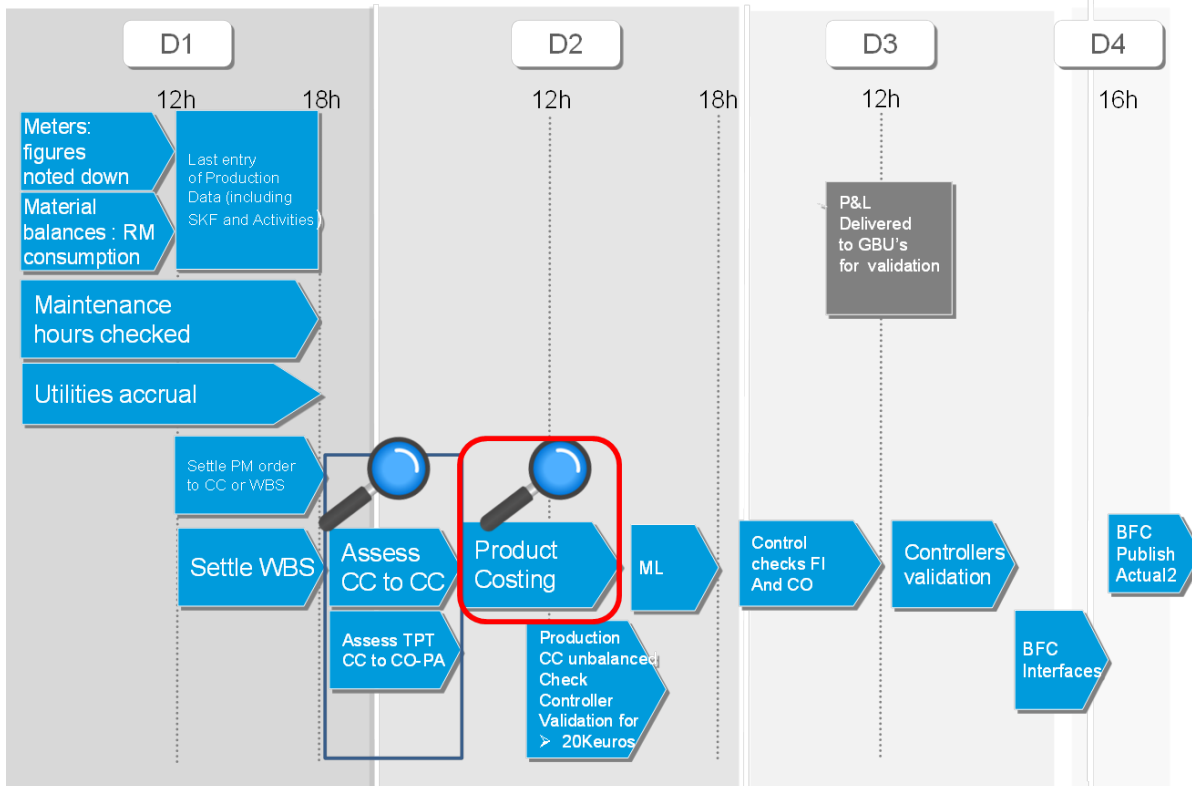 D1
D2
D3
D4
12h
18h
12h
18h
12h
16h
Meters:
figures
noted down
Material
balances : RM
consumption
Last entry
of Production
Data (including
SKF and Activities)
Maintenance
hours checked
Utilities accrual
Settle PM order
to CC or WBS
Settle WBS
Assess
CC to CC
Assess TPT
CC to CO-PA
Product
Costing
ML
Production
CC unbalanced
Check
Controller
Validation for
➢ 20Keuros
P&L
Delivered
to GBU's
for validation
Control
checks FI
And CO
Controllers
validation
BFC
Interfaces
BFC
Publish
Actual2